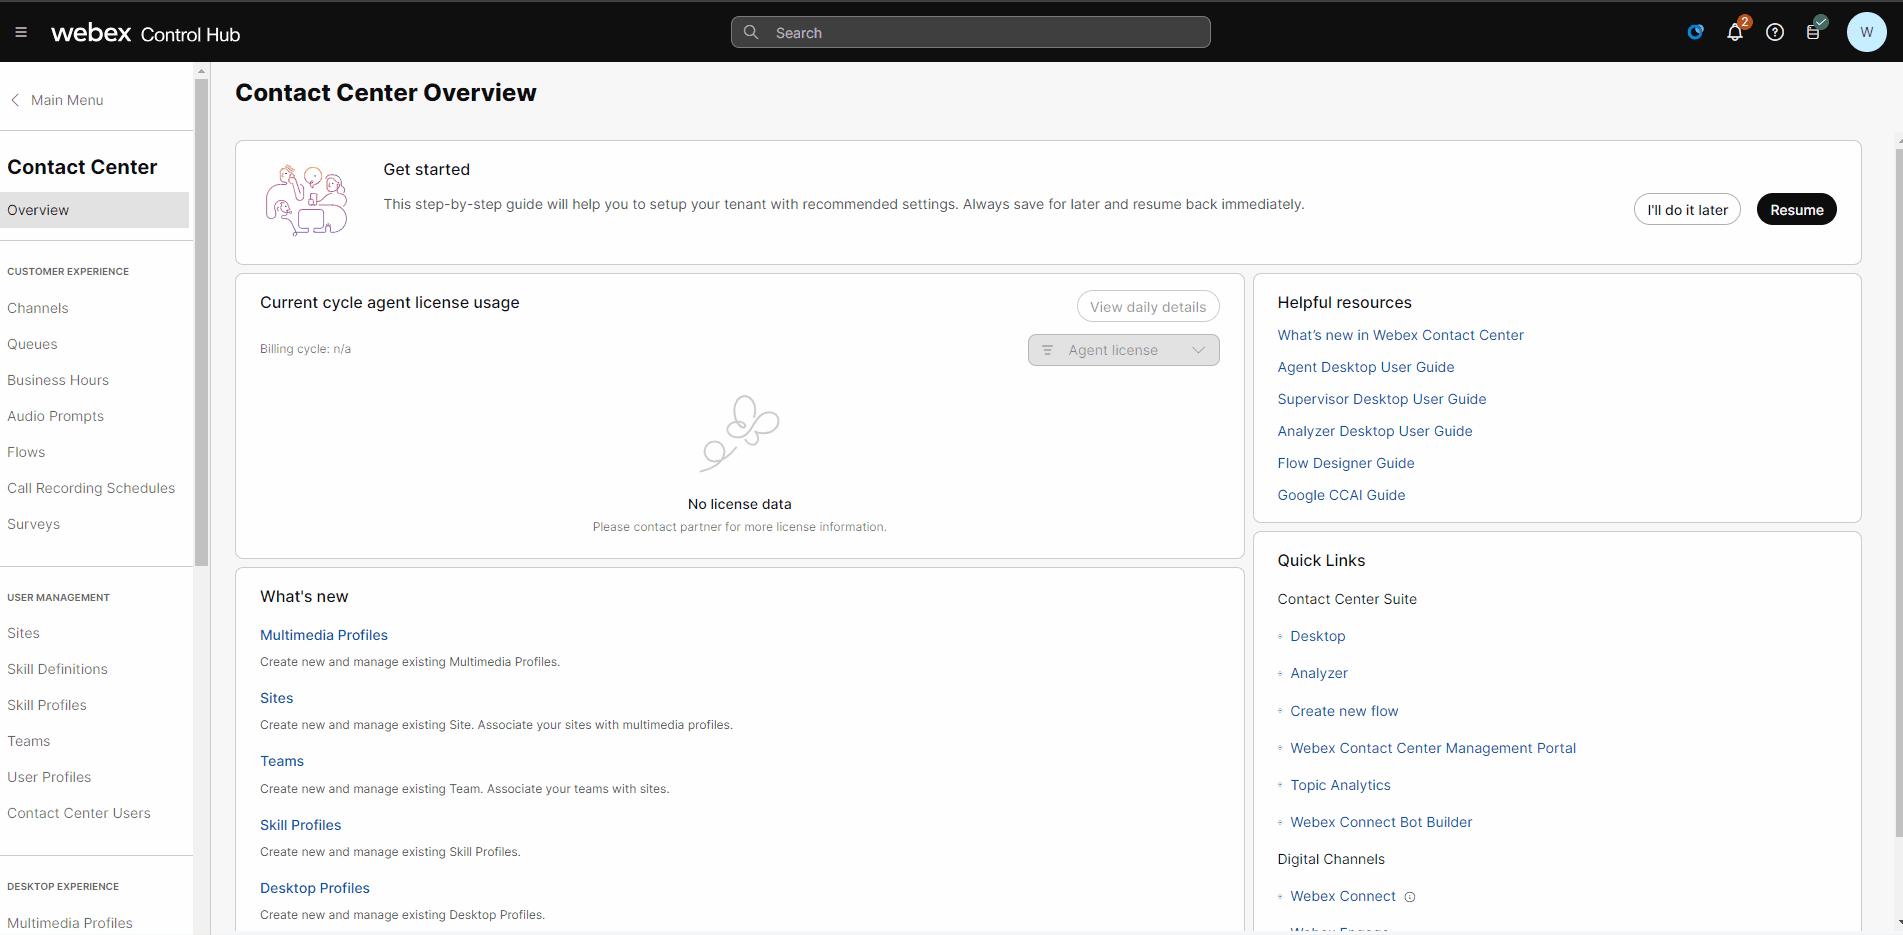 webex Control Hub
Search
2
W
Main Menu
Contact Center
Overview
CUSTOMER EXPERIENCE
Channels
Queues
Business Hours
Audio Prompts
Flows
Call Recording Schedules
Surveys
USER MANAGEMENT
Sites
Skill Definitions
Skill Profiles
Teams
User Profiles
Contact Center Users
DESKTOP EXPERIENCE
Multimedia Profiles
Contact Center Overview
Get started
This step-by-step guide will help you to setup your tenant with recommended settings. Always save for later and resume back immediately.
I'll do it later
Resume
Current cycle agent license usage
View daily details
Billing cycle: n/a
Agent license
No license data
Please contact partner for more license information.
What's new
Multimedia Profiles
Create new and manage existing Multimedia Profiles.
Sites
Create new and manage existing Site. Associate your sites with multimedia profiles.
Teams
Create new and manage existing Team. Associate your teams with sites.
Skill Profiles
Create new and manage existing Skill Profiles.
Desktop Profiles
Create new and manage existing Desktop Profiles.
Helpful resources
What's new in Webex Contact Center
Agent Desktop User Guide
Supervisor Desktop User Guide
Analyzer Desktop User Guide
Flow Designer Guide
Google CCAI Guide
Quick Links
Contact Center Suite
Desktop
Analyzer
Create new flow
Webex Contact Center Management Portal
Topic Analytics
Webex Connect Bot Builder
Digital Channels
Webex Connect